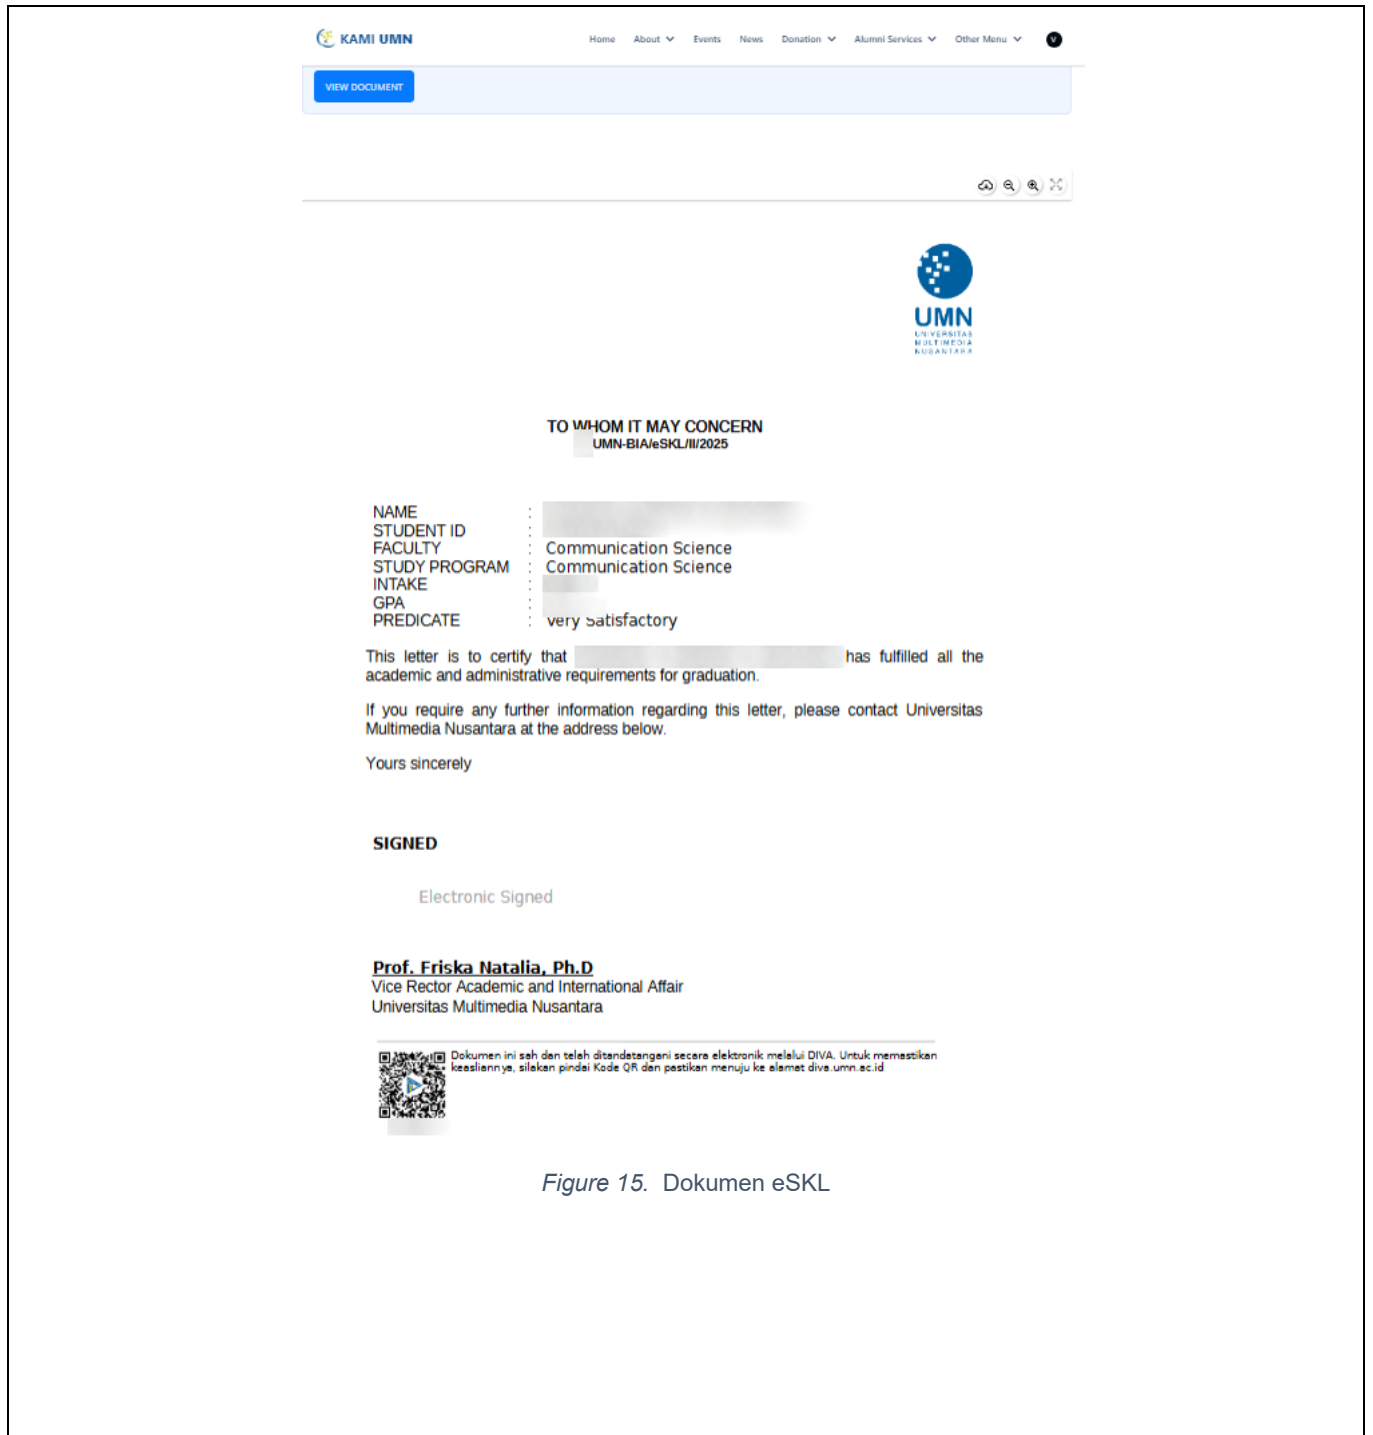 KAMI UMN
Home About Events News Donation Alumni Services Other Menu V
VIEW DOCUMENT
UMN
UNIVERSITAS
MULTIMEDIA
NUSANTARA
TO WHOM IT MAY CONCERN
UMN-BIA/eSKL/II/2025
NAME :
STUDENT ID :
FACULTY : Communication Science
STUDY PROGRAM : Communication Science
INTAKE :
GPA :
PREDICATE : Very Satisfactory
This letter is to certify that has fulfilled all the
academic and administrative requirements for graduation.
If you require any further information regarding this letter, please contact Universitas
Multimedia Nusantara at the address below.
Yours sincerely
SIGNED
Electronic Signed
Prof. Friska Natalia, Ph.D
Vice Rector Academic and International Affair
Universitas Multimedia Nusantara
Dokumen ini sah dan telah ditandatangani secara elektronik melalui DIVA. Untuk memastikan
keasliannya, silakan pindai Kode QR dan pastikan menuju ke alamat diva.umn.ac.id
Figure 15. Dokumen eSKL